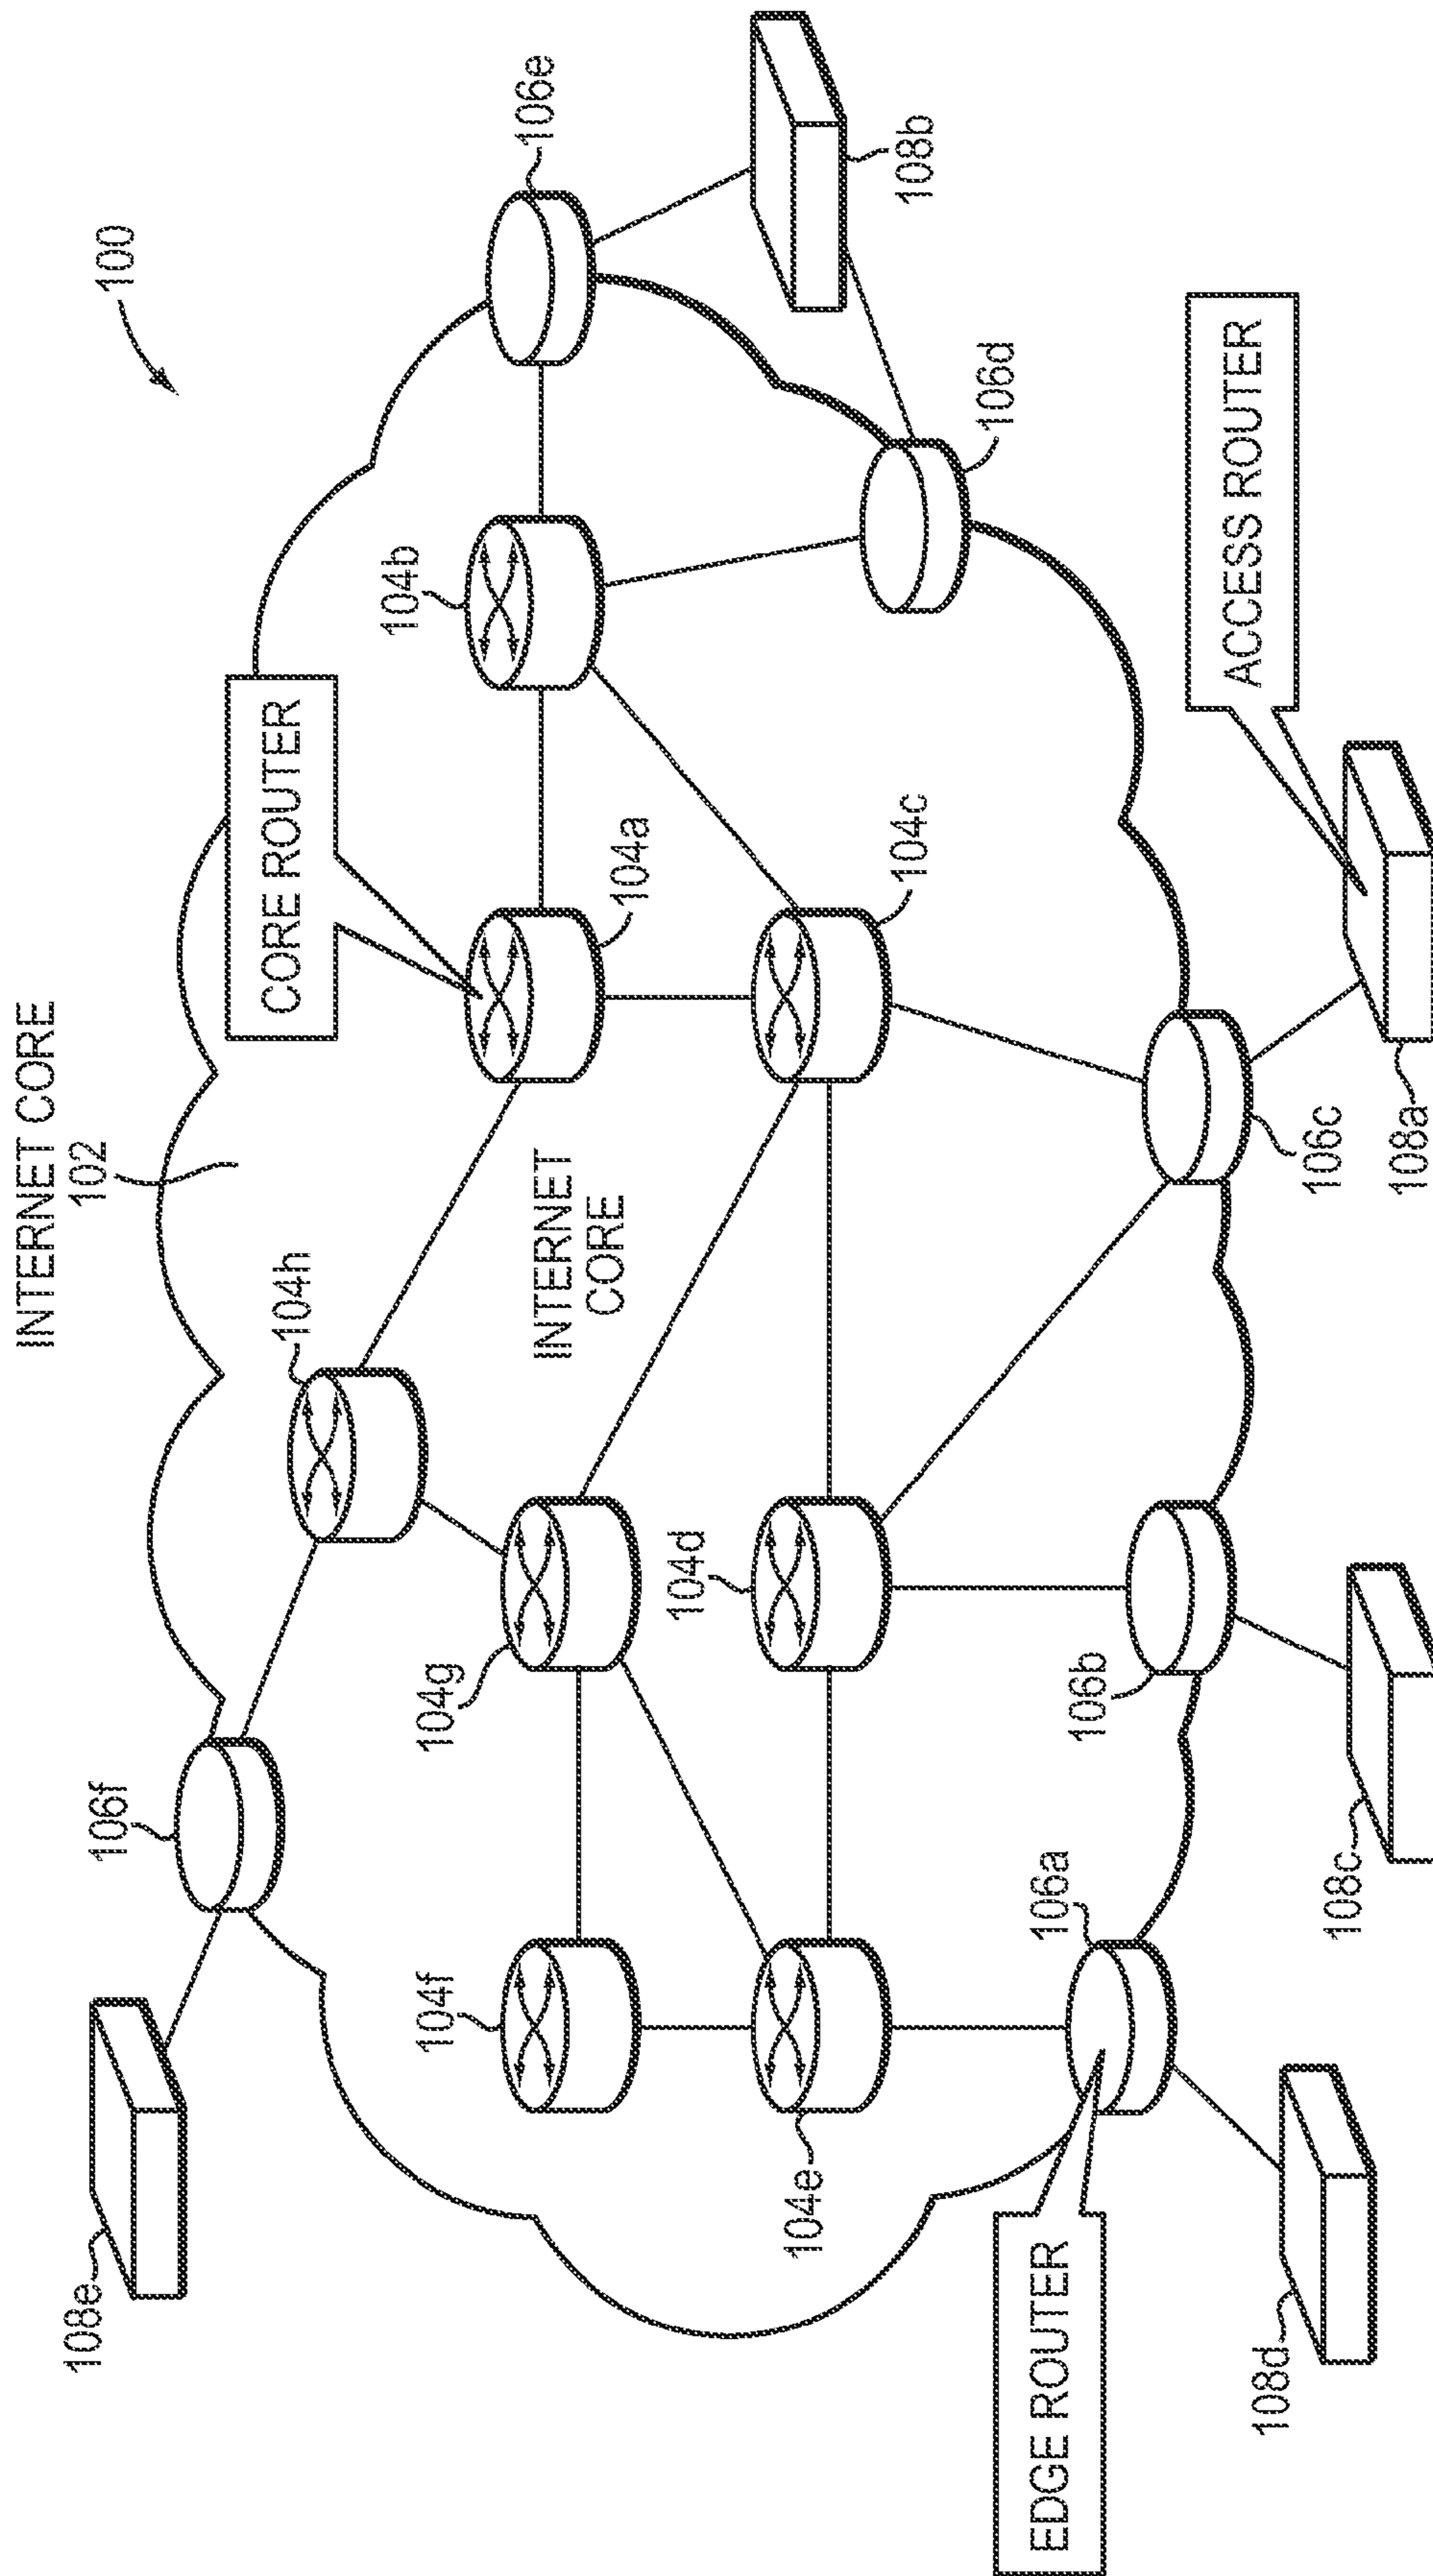 INTERNET CORE
102
100
108e
106f
104h
CORE ROUTER
104b
106e
INTERNET
CORE
104f
104g
104a
104d
104c
106d
108b
104e
106a
106b
106c
ACCESS ROUTER
EDGE ROUTER
108d
108c
108a